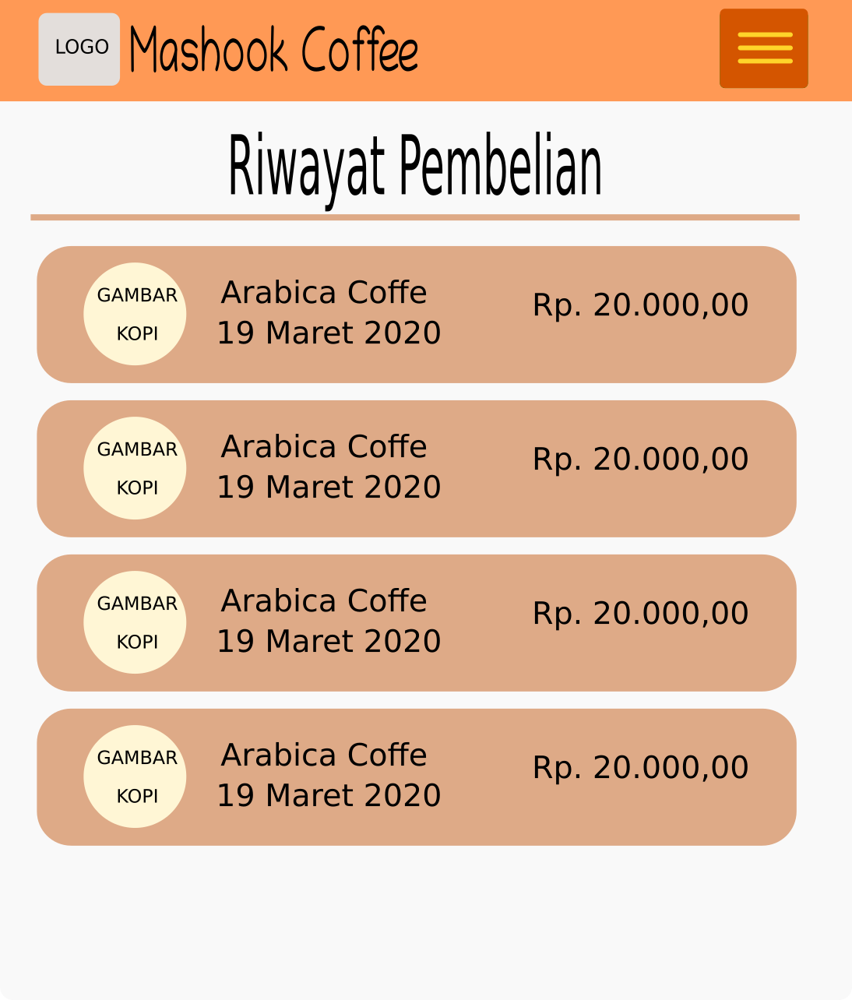 LOGO
Mashook Coffee
Riwayat Pembelian
GAMBAR
KOPI
Arabica Coffe
19 Maret 2020
Rp. 20.000,00
GAMBAR
KOPI
Arabica Coffe
19 Maret 2020
Rp. 20.000,00
GAMBAR
KOPI
Arabica Coffe
19 Maret 2020
Rp. 20.000,00
GAMBAR
KOPI
Arabica Coffe
19 Maret 2020
Rp. 20.000,00